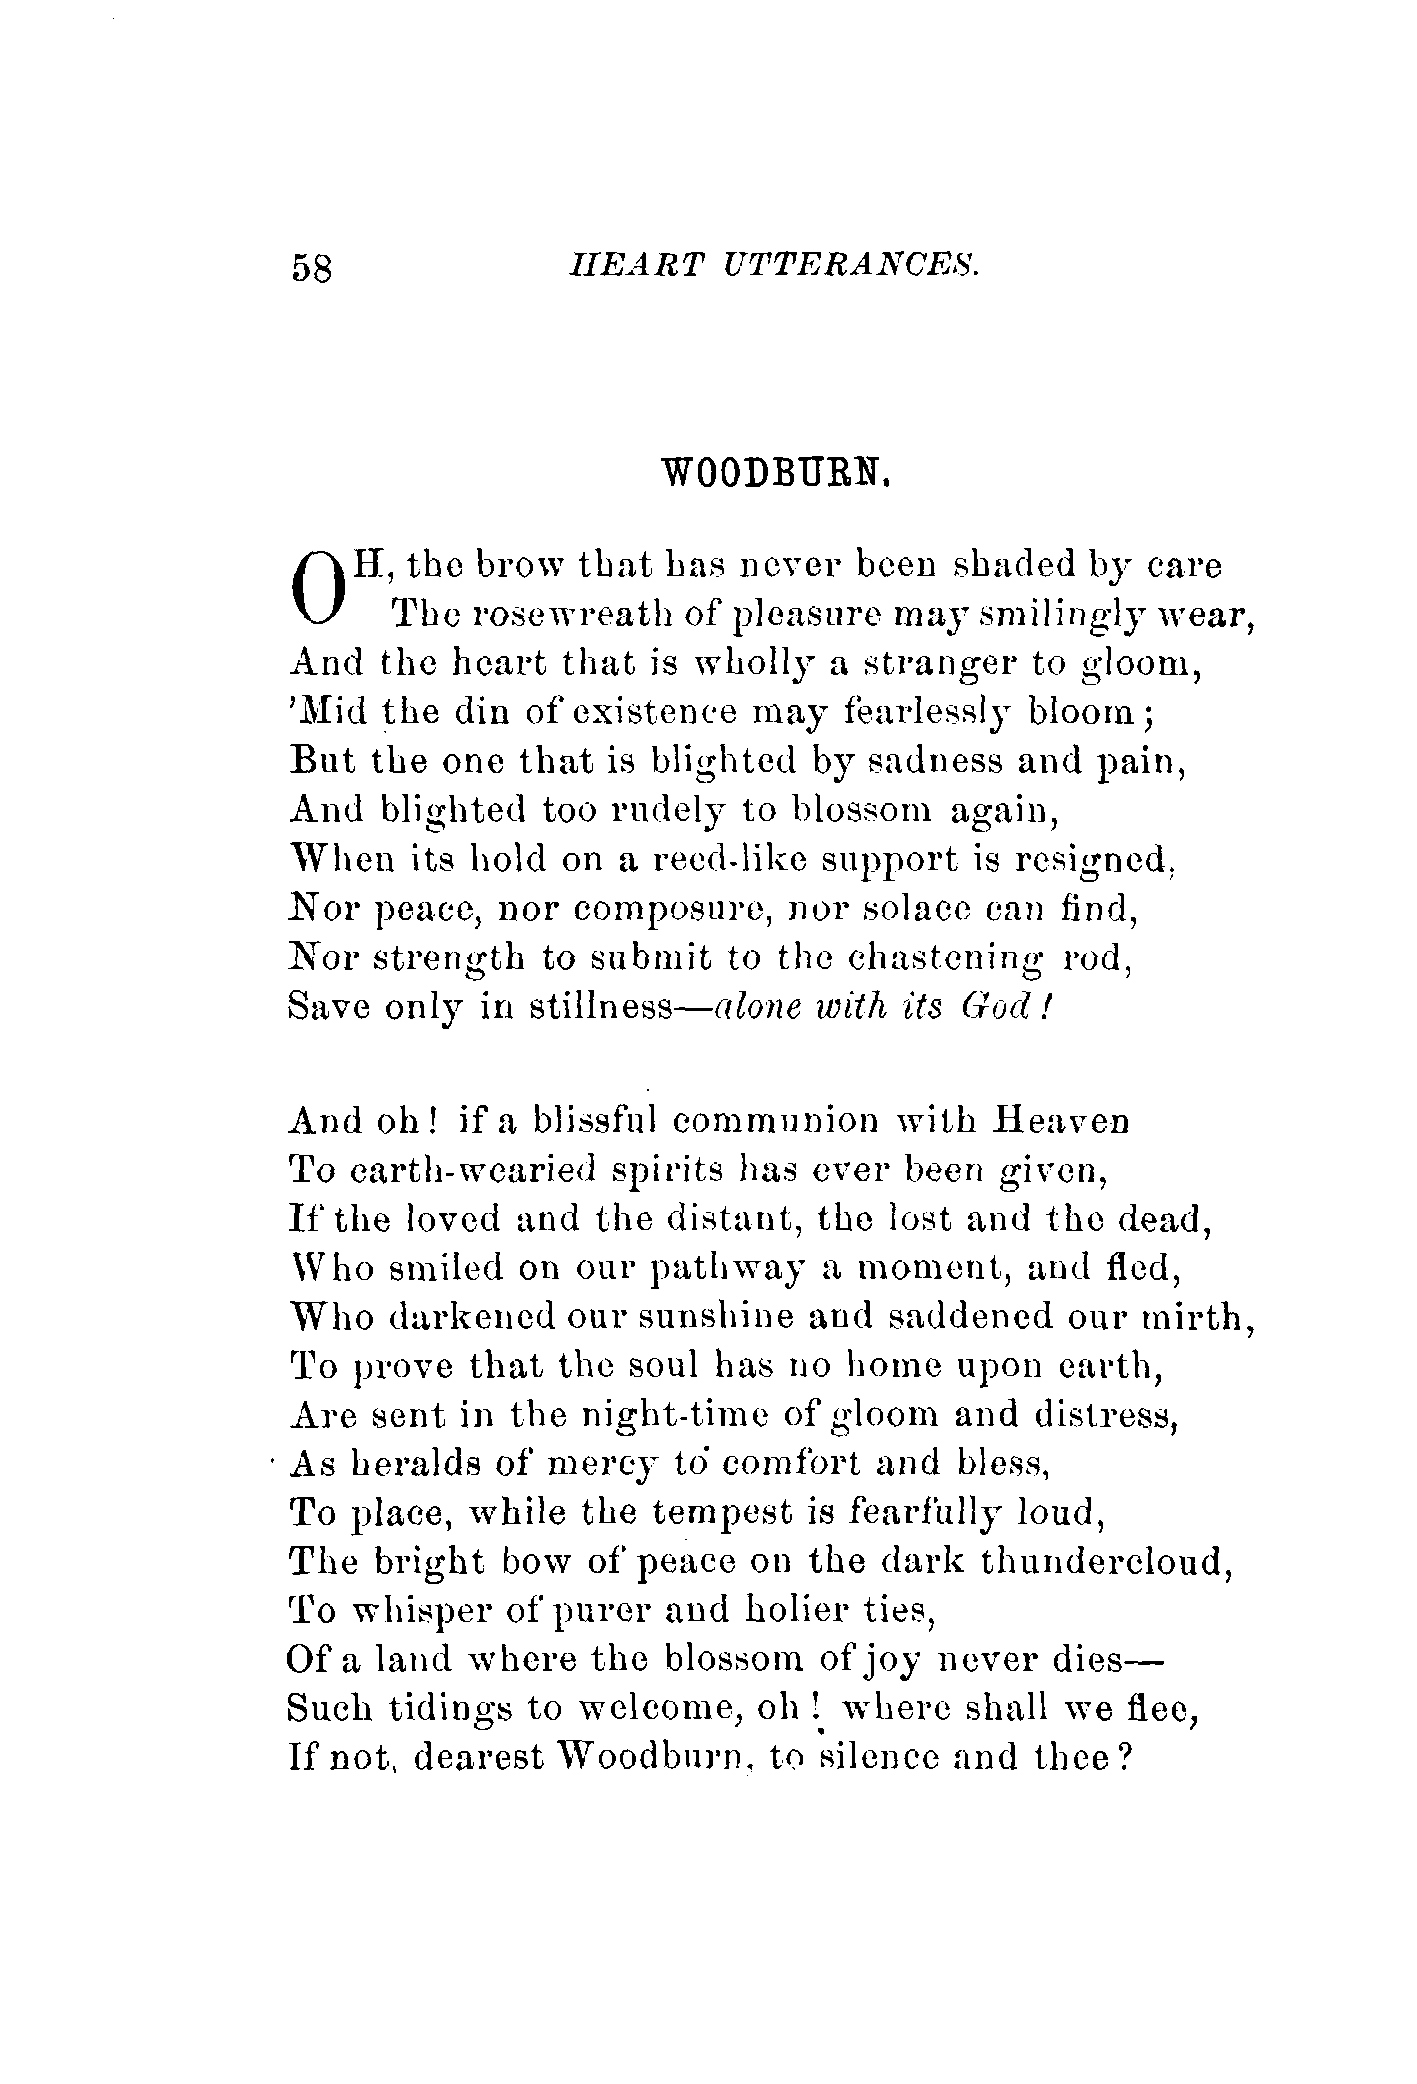 58 HEART UTTERANCES.
WOODBURN.
OH, the brow that has never been shaded by care
The rosewreath of pleasure may smilingly wear,
And the heart that is wholly a stranger to gloom,
'Mid the din of existence may fearlessly bloom;
But the one that is blighted by sadness and pain,
And blighted too rudely to blossom again,
When its hold on a reed-like support is resigned,
Nor peace, nor composure, nor solace can find,
Nor strength to submit to the chastening rod,
Save only in stillness—alone with its God!
And oh! if a blissful communion with Heaven
To earth-wearied spirits has ever been given,
If the loved and the distant, the lost and the dead,
Who smiled on our pathway a moment, and fled,
Who darkened our sunshine and saddened our mirth,
To prove that the soul has no home upon earth,
Are sent in the night-time of gloom and distress,
As heralds of mercy to comfort and bless,
To place, while the tempest is fearfully loud,
The bright bow of peace on the dark thundercloud,
To whisper of purer and holier ties,
Of a land where the blossom of joy never dies—
Such tidings to welcome, oh! where shall we flee,
If not, dearest Woodburn, to silence and thee?